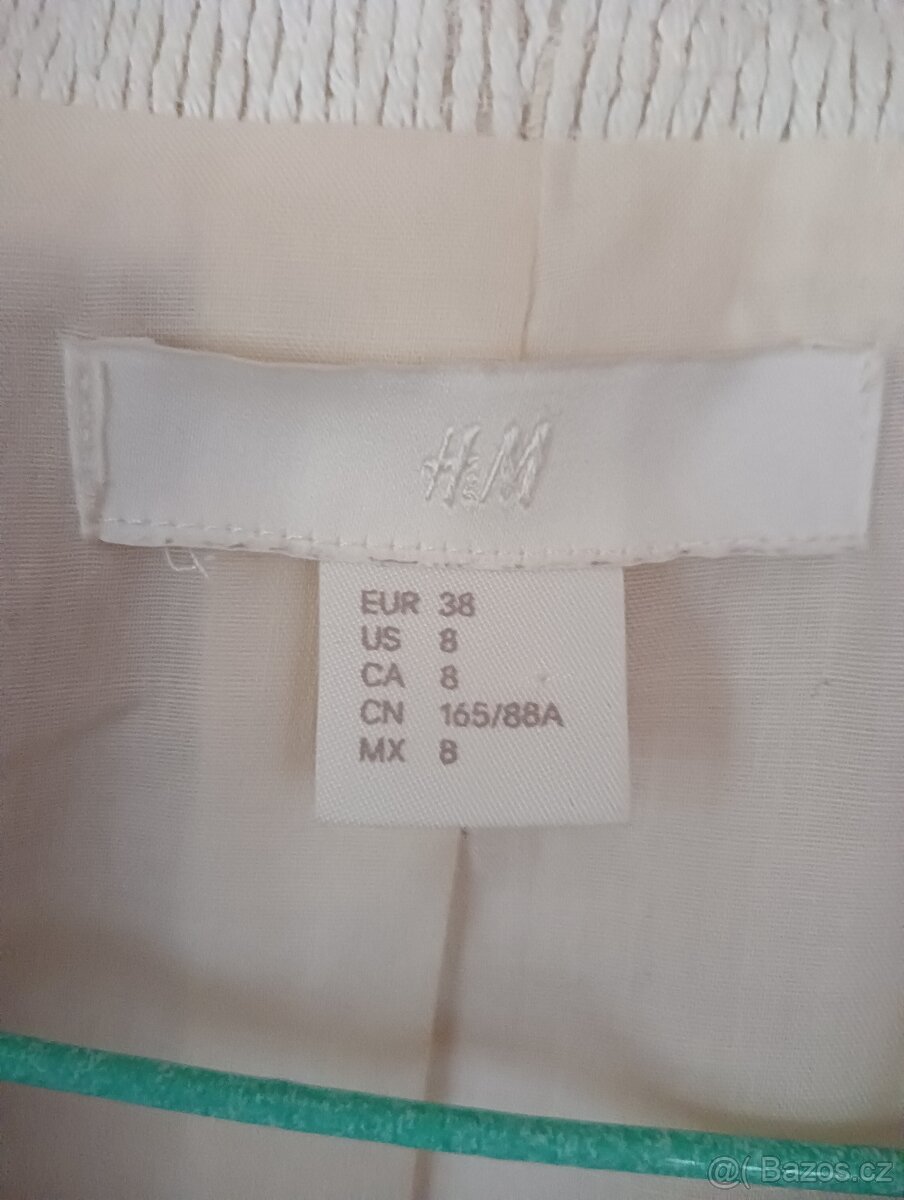 H&M
EUR 38
US 8
CA 8
CN 165/88A
MX 8
@( Bazos.cz